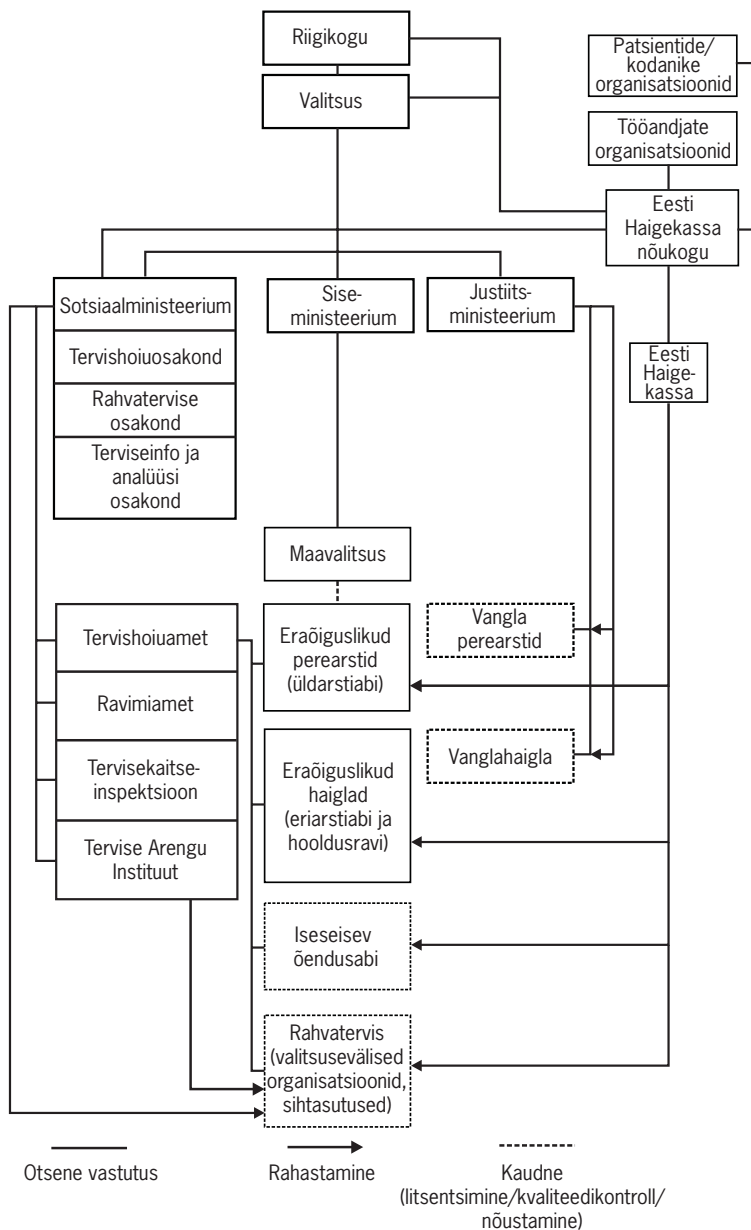 Riigikogu
Valitsus
Patsientide/
kodanike
organisatsioonid
Tööandjate
organisatsioonid
Eesti
Haigekassa
nõukogu
Sotsiaalministeerium
Tervishoiuosakond
Rahvatervise
osakond
Terviseinfo ja
analüüsi
osakond
Sise-
ministeerium
Justiits-
ministeerium
Eesti
Haige-
kassa
Maavalitsus
Tervishoiuamet
Ravimiamet
Tervisekaitse-
inspektsioon
Tervise Arengu
Instituut
Eraõiguslikud
perearstid
(üldarstiabi)
Vangla
perearstid
Eraõiguslikud
haiglad
(eriarstiabi ja
hooldusravi)
Vanglahaigla
Iseseisev
õendusabi
Rahvatervis
(valitsusevälised
organisatsioonid,
sihtasutused)
Otsene vastutus
Rahastamine
Kaudne
(litsentsimine/kvaliteedikontroll/
nõustamine)